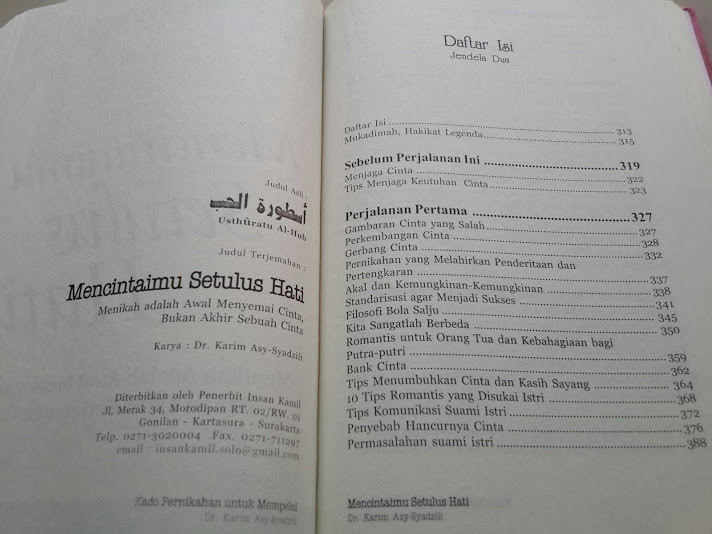 Judul Asli :
أسطورة الحب
Usthûratu Al-Hub
Judul Terjemahan :
Mencintaimu Setulus Hati
Menikah adalah Awal Menyemai Cinta,
Bukan Akhir Sebuah Cinta
Karya : Dr. Karim Asy-Syadzili
Diterbitkan oleh Penerbit Insan Kamil
Jl. Merak 34, Morodipan RT. 02/RW. 01
Gonilan - Kartasura - Surakarta
Telp. 0271-3020004 Fax. 0271-711297
email : insankamil.solo@gmail.com
Kado Pernikahan untuk Mempelai
Dr. Karim Asy-Syadzili
Daftar Isi
Jendela Dua
Daftar Isi ........ 313
Mukadimah, Hakikat Legenda ........ 315
Sebelum Perjalanan Ini ........ 319
Menjaga Cinta ........ 322
Tips Menjaga Keutuhan Cinta ........ 323
Perjalanan Pertama ........ 327
Gambaran Cinta yang Salah ........ 327
Perkembangan Cinta ........ 328
Gerbang Cinta ........ 332
Pernikahan yang Melahirkan Penderitaan dan
Pertengkaran ........ 337
Akal dan Kemungkinan-Kemungkinan ........ 338
Standarisasi agar Menjadi Sukses ........ 341
Filosofi Bola Salju ........ 345
Kita Sangatlah Berbeda ........ 350
Romantis untuk Orang Tua dan Kebahagiaan bagi
Putra-putri ........ 359
Bank Cinta ........ 362
Tips Menumbuhkan Cinta dan Kasih Sayang ........ 364
10 Tips Romantis yang Disukai Istri ........ 368
Tips Komunikasi Suami Istri ........ 372
Penyebab Hancurnya Cinta ........ 376
Permasalahan suami istri ........ 388
Mencintaimu Setulus Hati
Dr. Karim Asy-Syadzili